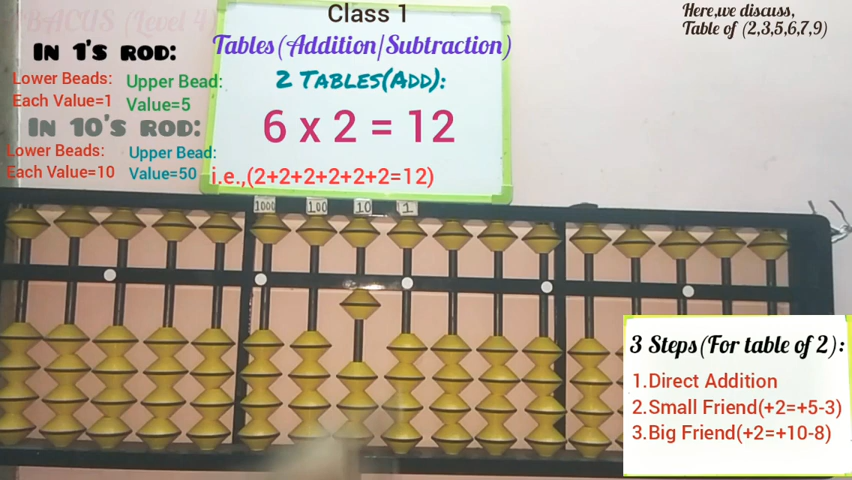 Class 1
Here,we discuss,
Table of (2,3,5,6,7,9)
ABACUS (Level 4)
Tables(Addition/Subtraction)
In 1's rod:
Lower Beads:
Each Value=1
Upper Bead:
Value=5
2 Tables(Add):
6 x 2 = 12
In 10's rod:
Lower Beads:
Each Value=10
Upper Bead:
Value=50
i.e.,(2+2+2+2+2+2=12)
1000 100 10 1
3 Steps(For table of 2):
1.Direct Addition
2.Small Friend(+2=+5-3)
3.Big Friend(+2=+10-8)